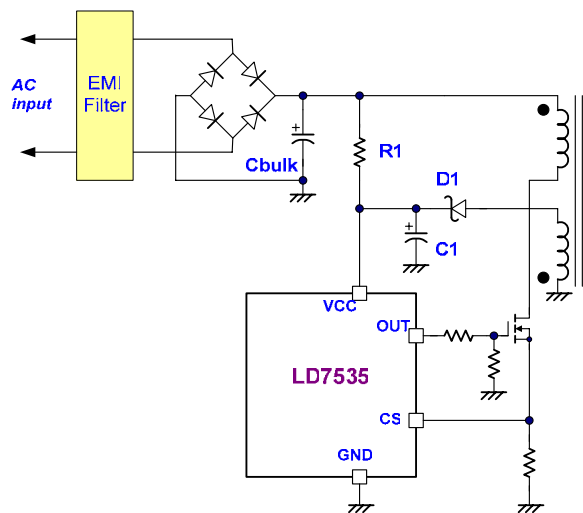 EMI
Filter
AC
input
Cbulk
R1
D1
C1
VCC
OUT
LD7535
CS
GND